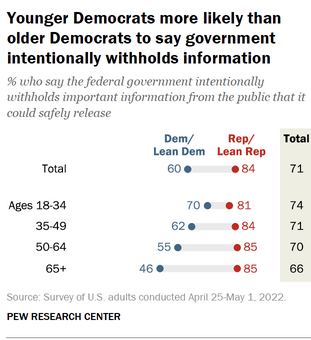 Younger Democrats more likely than
older Democrats to say government
intentionally withholds information
% who say the federal government intentionally
withholds important information from the public that it
could safely release
Dem/ Rep/ Total
Lean Dem Lean Rep
Total 60 84 71
Ages 18-34 70 81 74
35-49 62 84 71
50-64 55 85 70
65+ 46 85 66
Source: Survey of U.S. adults conducted April 25-May 1, 2022.
PEW RESEARCH CENTER